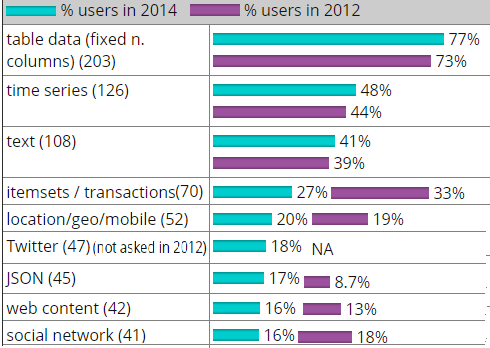 % users in 2014 % users in 2012
table data (fixed n.
columns) (203)
77%
73%
time series (126)
48%
44%
text (108)
41%
39%
itemsets / transactions(70) 27% 33%
location/geo/mobile (52) 20% 19%
Twitter (47) (not asked in 2012) 18% NA
JSON (45) 17% 8.7%
web content (42) 16% 13%
social network (41) 16% 18%